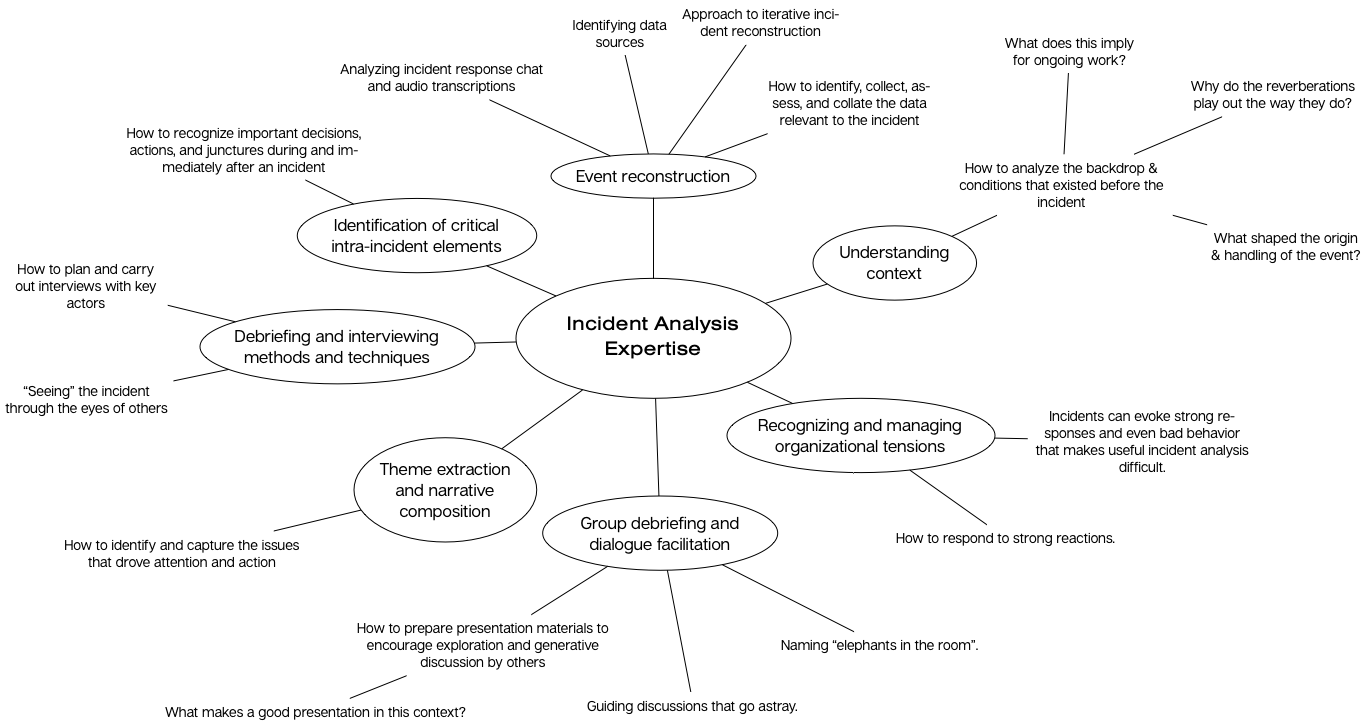 Approach to iterative inci-
dent reconstruction
Identifying data
sources
Analyzing incident response chat
and audio transcriptions
How to identify, collect, as-
sess, and collate the data
relevant to the incident
Event reconstruction
What does this imply
for ongoing work?
Why do the reverberations
play out the way they do?
How to analyze the backdrop &
conditions that existed before the
incident
What shaped the origin
& handling of the event?
Understanding
context
How to recognize important decisions,
actions, and junctures during and im-
mediately after an incident
Identification of critical
intra-incident elements
How to plan and carry
out interviews with key
actors
Debriefing and interviewing
methods and techniques
“Seeing” the incident
through the eyes of others
Incident Analysis
Expertise
Recognizing and managing
organizational tensions
Incidents can evoke strong re-
sponses and even bad behavior
that makes useful incident analysis
difficult.
How to respond to strong reactions.
Theme extraction
and narrative
composition
How to identify and capture the issues
that drove attention and action
Group debriefing and
dialogue facilitation
How to prepare presentation materials to
encourage exploration and generative
discussion by others
What makes a good presentation in this context?
Guiding discussions that go astray.
Naming “elephants in the room”.